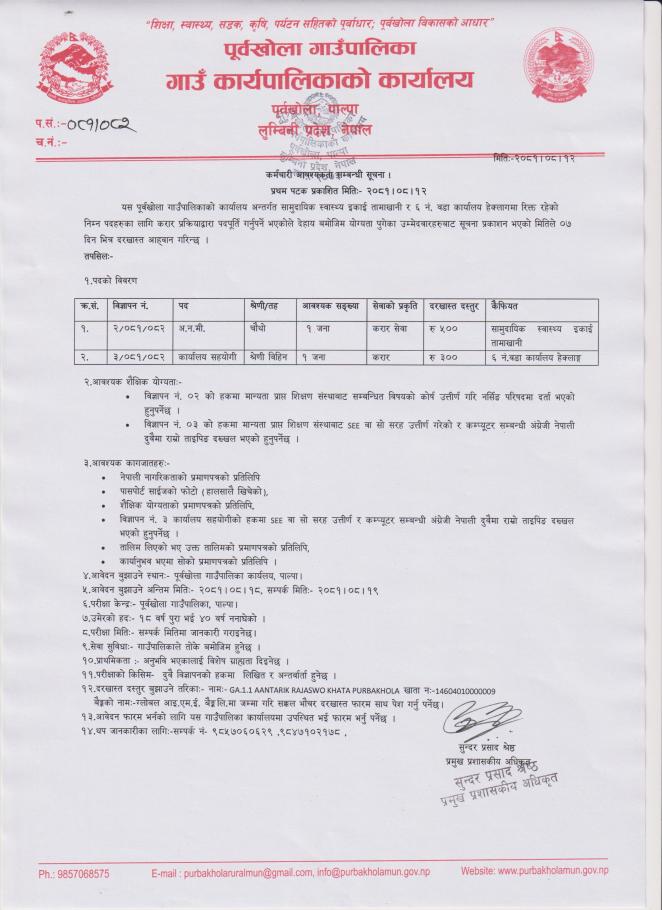 “शिक्षा, स्वास्थ्य, सडक, कृषि, पर्यटन सहितको पूर्वाधार; पूर्वखोला विकासको आधार”
पूर्वखोला गाउँपालिका
गाउँ कार्यपालिकाको कार्यालय
पूर्वखोला, पाल्पा
लुम्बिनी प्रदेश, नेपाल
प.सं.:-०८१/०८२
च.नं.:-
मिति:-२०८१।०८।१२
कर्मचारी आवश्यकता सम्बन्धी सूचना ।
प्रथम पटक प्रकाशित मिति:- २०८१।०८।१२
यस पूर्वखोला गाउँपालिकाको कार्यालय अन्तर्गत सामुदायिक स्वास्थ्य इकाई तामाखानी र ६ नं. वडा कार्यालय हेक्लागमा रिक्त रहेको
निम्न पदहरुका लागि करार प्रक्रियाद्वारा पदपूर्ति गर्नुपर्ने भएकोले देहाय बमोजिम योग्यता पुगेका उम्मेदवारहरुबाट सूचना प्रकाशन भएको मितिले ०७
दिन भित्र दरखास्त आह्वान गरिन्छ ।
तपसिल:-
१.पदको बिवरण
क्र.सं. बिज्ञापन नं. पद श्रेणी/तह आवश्यक सङ्ख्या सेवाको प्रकृति दरखास्त दस्तुर कैफियत
१. २/०८१/०८२ अ.न.मी. चौथो १ जना करार सेवा रु ५०० सामुदायिक स्वास्थ्य इकाई
तामाखानी
२. ३/०८१/०८२ कार्यालय सहयोगी श्रेणी बिहिन १ जना करार रु ३०० ६ नं.वडा कार्यालय हेक्लाङ्ग
२.आवश्यक शैक्षिक योग्यता:-
• बिज्ञापन नं. ०२ को हकमा मान्यता प्राप्त शिक्षण संस्थाबाट सम्बन्धित बिषयको कोर्ष उत्तीर्ण गरि नर्सिङ परिषदमा दर्ता भएको
हुनुपर्नेछ ।
• बिज्ञापन नं. ०३ को हकमा मान्यता प्राप्त शिक्षण संस्थाबाट SEE वा सो सरह उत्तीर्ण गरेको र कम्प्यूटर सम्बन्धी अंग्रेजी नेपाली
दुवैमा राम्रो टाइपिङ दख्खल भएको हुनुपर्नेछ ।
३.आवश्यक कागजातहरु:-
• नेपाली नागरिकताको प्रमाणपत्रको प्रतिलिपि
• पासपोर्ट साईजको फोटो (हालसालै खिचेको),
• शैक्षिक योग्यताको प्रमाणपत्रको प्रतिलिपि,
• बिज्ञापन नं. ३ कार्यालय सहयोगीको हकमा SEE वा सो सरह उत्तीर्ण र कम्प्यूटर सम्बन्धी अंग्रेजी नेपाली दुवैमा राम्रो टाइपिङ दख्खल
भएको हुनुपर्नेछ ।
• तालिम लिएको भए उक्त तालिमको प्रमाणपत्रको प्रतिलिपि,
• कार्यानुभव भएमा सोको प्रमाणपत्रको प्रतिलिपि ।
४.आवेदन बुझाउने स्थान:- पूर्वखोला गाउँपालिका कार्यालय, पाल्पा।
५.आवेदन बुझाउने अन्तिम मिति:- २०८१।०८।१८, सम्पर्क मिति:- २०८१।०८।१९
६.परीक्षा केन्द्र:- पूर्वखोला गाउँपालिका, पाल्पा।
७.उमेरको हद:- १८ वर्ष पुरा भई ४० वर्ष ननाघेको ।
८.परीक्षा मिति:- सम्पर्क मितिमा जानकारी गराइनेछ।
९.सेवा सुविधा:- गाउँपालिकाले तोके बमोजिम हुनेछ ।
१०.प्राथमिकता :- अनुभवि भएकालाई विशेष ग्राह्यता दिइनेछ ।
११.परीक्षाको किसिम- दुवै बिज्ञापनको हकमा लिखित र अन्तर्वार्ता हुनेछ ।
१२.दरखास्त दस्तुर बुझाउने तरिका:- नाम:- GA.1.1 AANTARIK RAJASWO KHATA PURBAKHOLA खाता नं:-14604010000009
बैङ्कको नाम:-ग्लोबल आइ.एम.ई. बैङ्क लि.मा जम्मा गरि सक्कल भौचर दरखास्त फारम साथ पेश गर्नु पर्नेछ।
१३.आवेदन फारम भर्नको लागि यस गाउँपालिका कार्यालयमा उपस्थित भई फारम भर्नु पर्नेछ ।
१४.थप जानकारीका लागि:-सम्पर्क नं- ९८५७०६०६२९ ,९८४७१०२१७८ ,
सुन्दर प्रसाद श्रेष्ठ
प्रमुख प्रशासकीय अधिकृत
सुन्दर प्रसाद श्रेष्ठ
प्रमुख प्रशासकीय अधिकृत
Ph.: 9857068575 E-mail : purbakholaruralmun@gmail.com, info@purbakholamun.gov.np Website: www.purbakholamun.gov.np